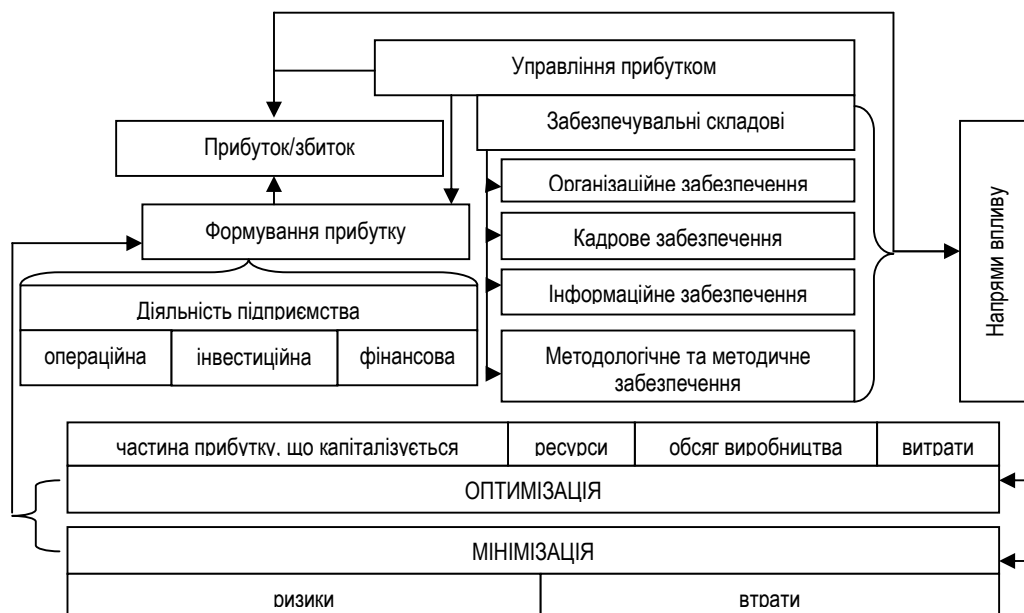 Управління прибутком
Забезпечувальні складові
Прибуток/збиток
Організаційне забезпечення
Формування прибутку
Кадрове забезпечення
Напрями впливу
Інформаційне забезпечення
Діяльність підприємства
операційна
інвестиційна
фінансова
Методологічне та методичне
забезпечення
частина прибутку, що капіталізується
ресурси
обсяг виробництва
витрати
ОПТИМІЗАЦІЯ
МІНІМІЗАЦІЯ
ризики
втрати